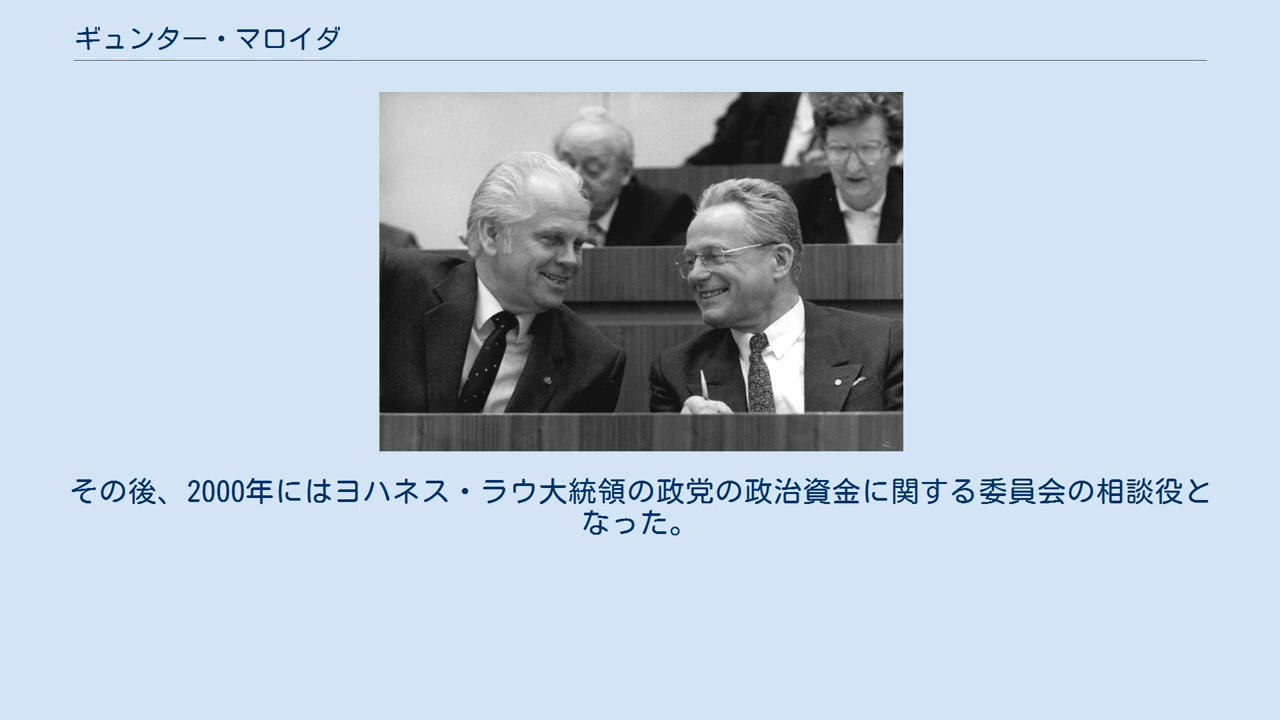 ギュンター・マロイダ
その後、2000年にはヨハネス・ラウ大統領の政党の政治資金に関する委員会の相談役と
なった。